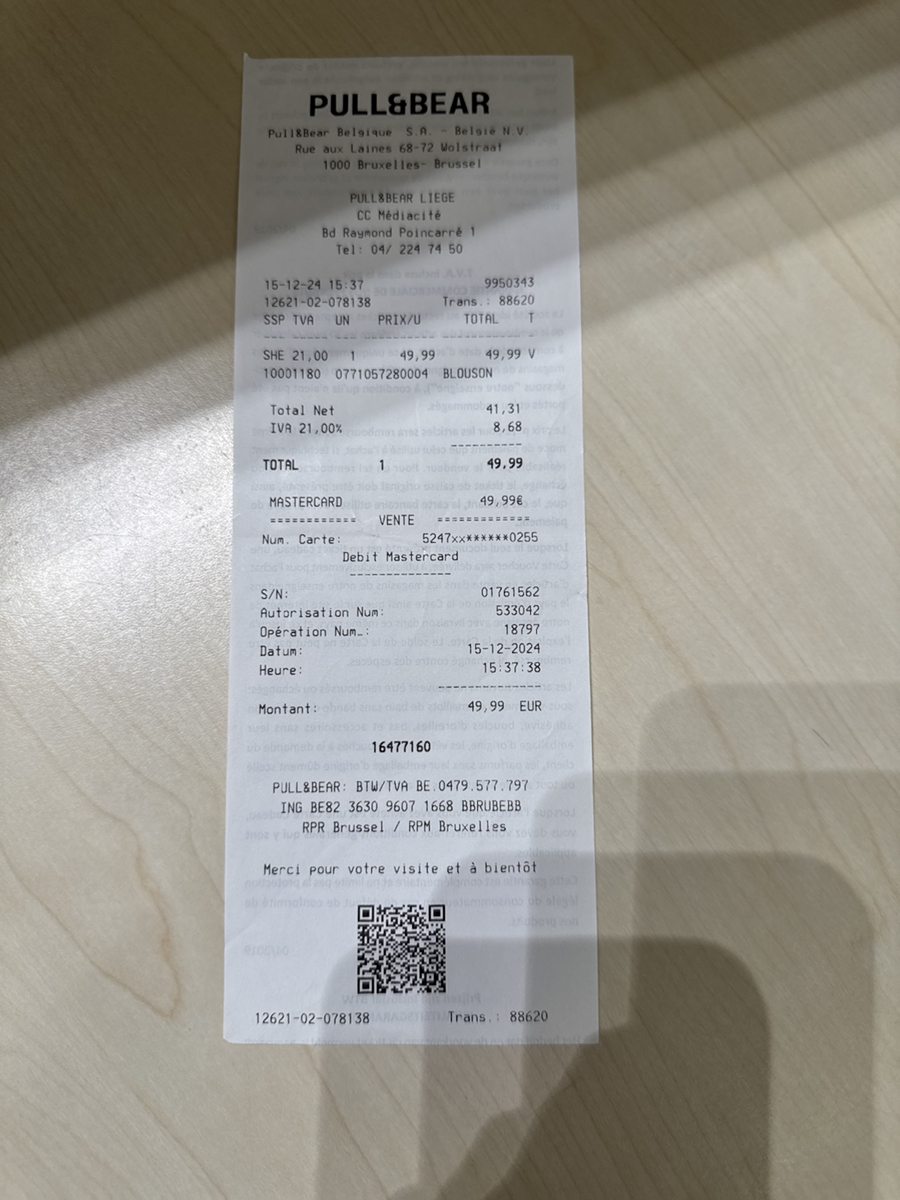 PULL&BEAR
Pull&Bear Belgique S.A. - België N.V.
Rue aux Laines 68-72 Wolstraat
1000 Bruxelles- Brussel
PULL&BEAR LIEGE
CC Médiacité
Bd Raymond Poincarré 1
Tel: 04/ 224 74 50
15-12-24 15:37 9950343
12621-02-078138 Trans.: 88620
SSP TVA UN PRIX/U TOTAL T
SHE 21,00 1 49,99 49,99 V
10001180 0771057280004 BLOUSON
Total Net 41,31
IVA 21,00% 8,68
TOTAL 1 49,99
MASTERCARD 49,99€
============ VENTE =============
Num. Carte: 5247xx******0255
Debit Mastercard
S/N: 01761562
Autorisation Num: 533042
Opération Num.: 18797
Datum: 15-12-2024
Heure: 15:37:38
Montant: 49,99 EUR
16477160
PULL&BEAR: BTW/TVA BE.0479.577.797
ING BE82 3630 9607 1668 BBRUBEBB
RPR Brussel / RPM Bruxelles
Merci pour votre visite et à bientôt
12621-02-078138 Trans.: 88620